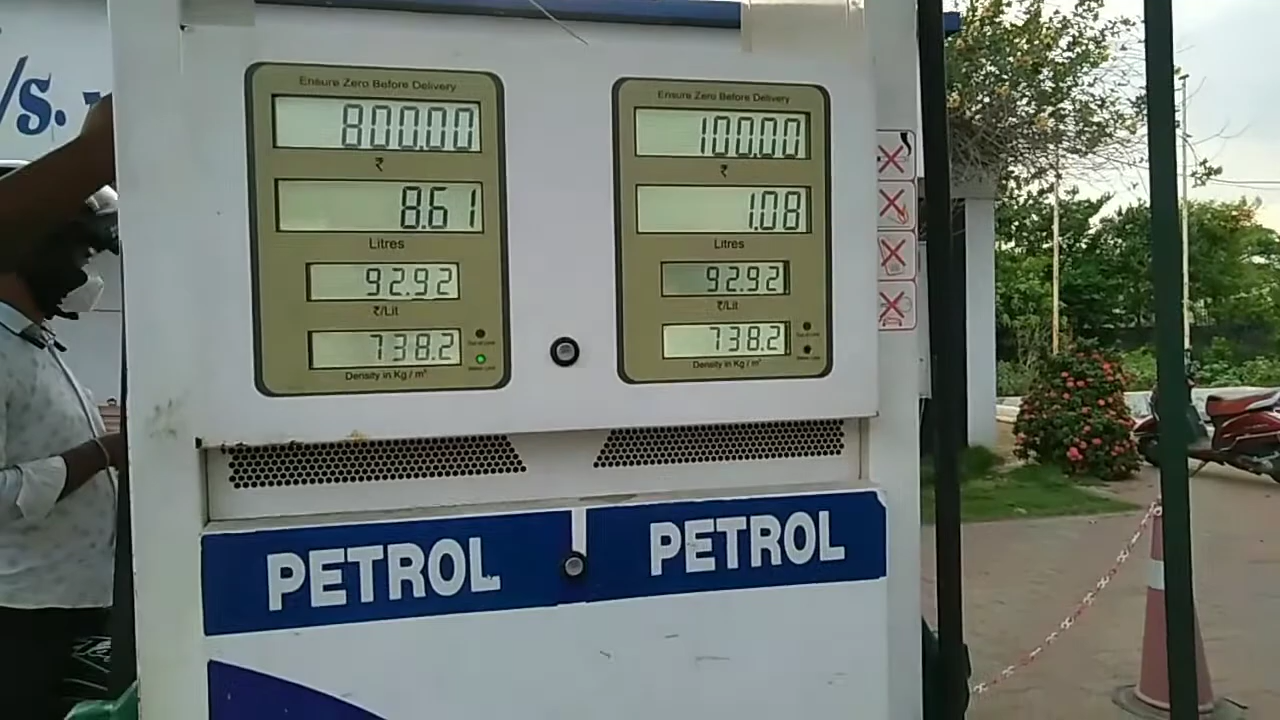 /s.
Ensure Zero Before Delivery
800.00
₹
8.61
Litres
92.92
₹/Lit
738.2
Density in Kg / m³
Ensure Zero Before Delivery
100.00
₹
1.08
Litres
92.92
₹/Lit
738.2
Density in Kg / m³
PETROL
PETROL